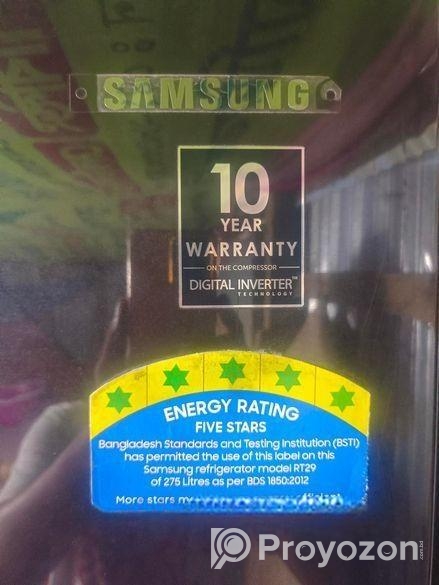 SAMSUNG
10
YEAR
WARRANTY
ON THE COMPRESSOR
DIGITAL INVERTER™
TECHNOLOGY
ENERGY RATING
FIVE STARS
Bangladesh Standards and Testing Institution (BSTI)
has permitted the use of this label on this
Samsung refrigerator model RT29
of 275 Litres as per BDS 1850:2012
More stars
Proyozon